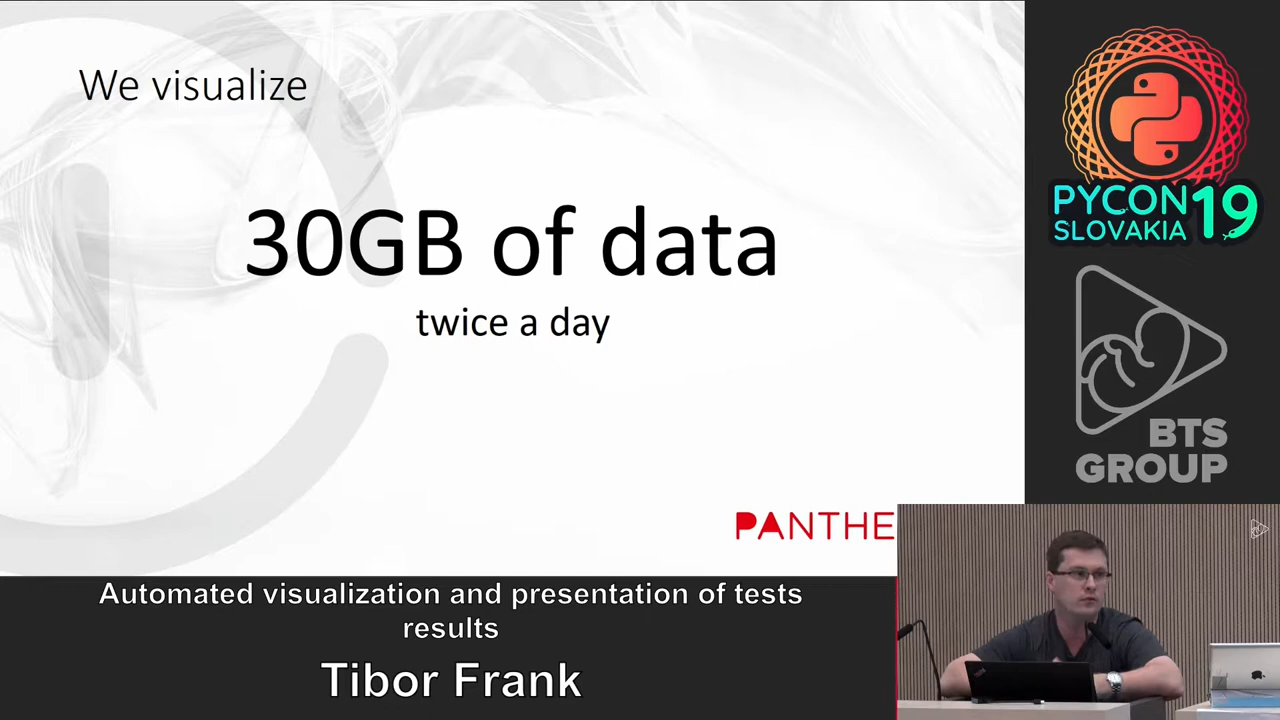 We visualize
30GB of data
twice a day
PANTHE
PYCON 19
SLOVAKIA
BTS
GROUP
Automated visualization and presentation of tests
results
Tibor Frank